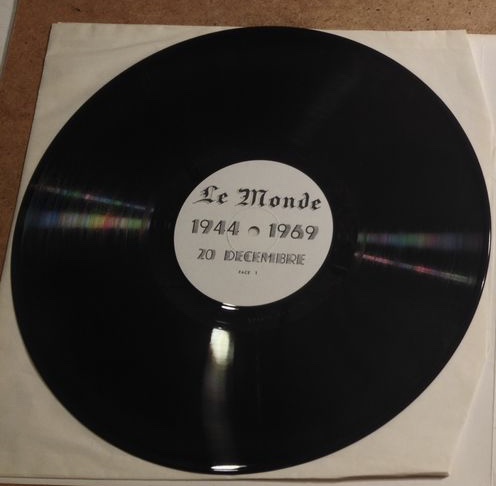 Le Monde
1944 1969
20 DECEMBRE
FACE 1